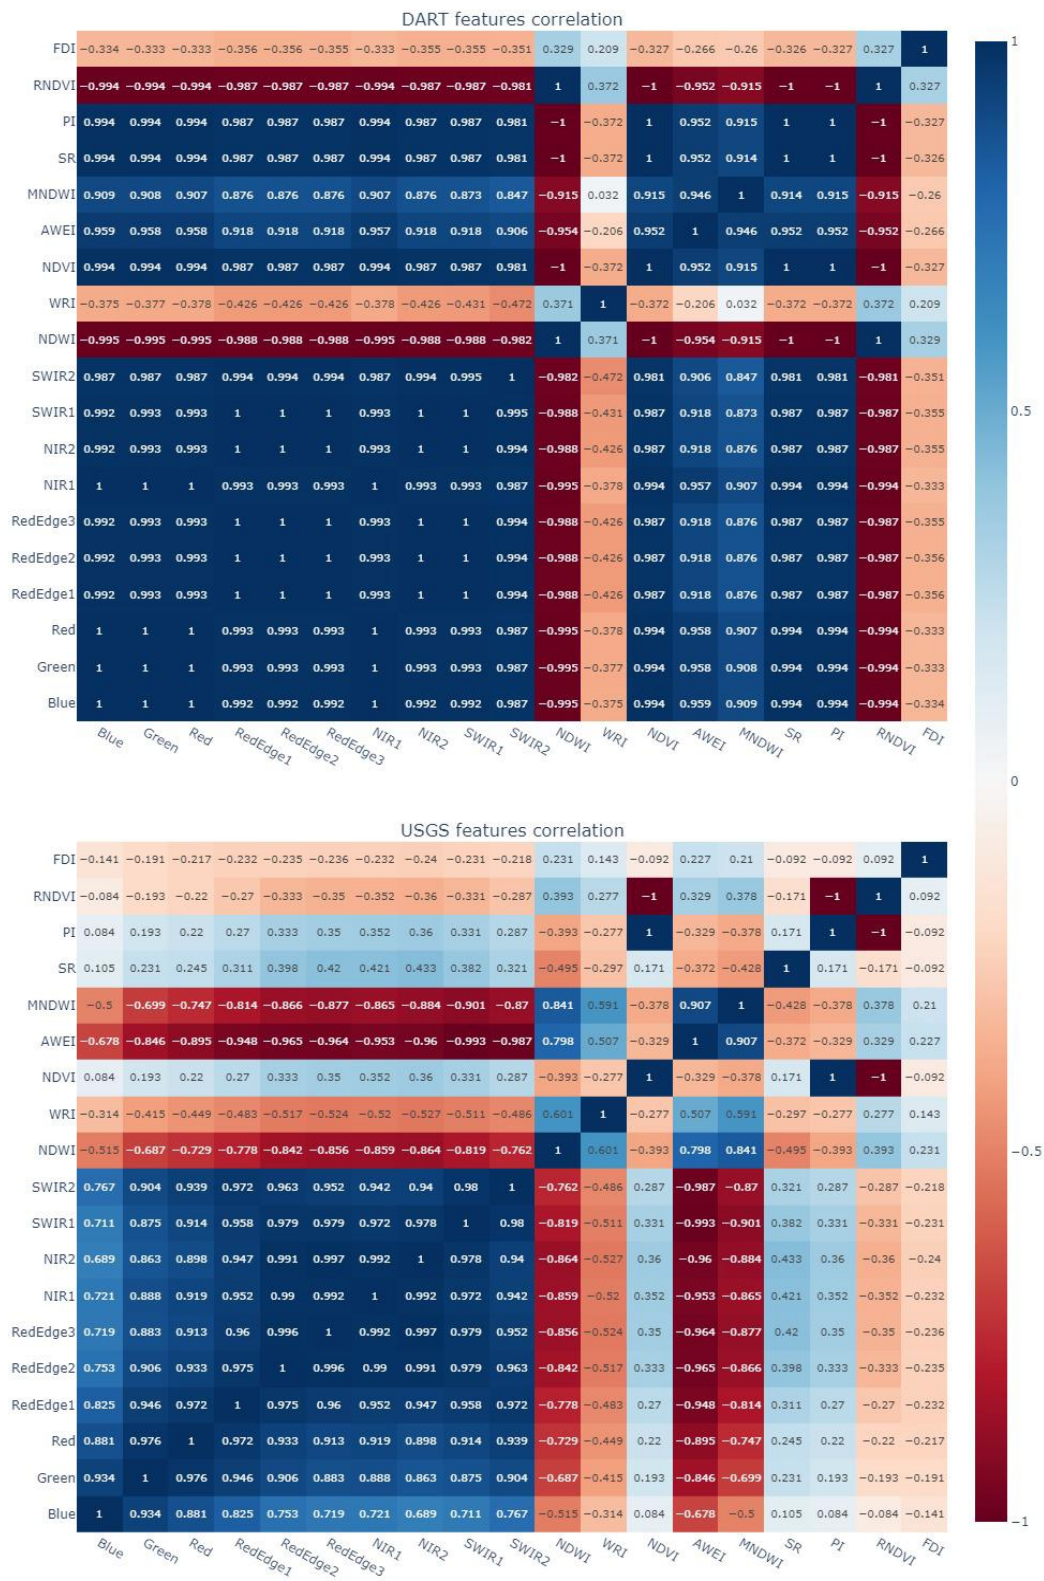 DART features correlation
FDI −0.334 −0.333 −0.333 −0.356 −0.356 −0.355 −0.333 −0.355 −0.355 −0.351 0.329 0.209 −0.327 −0.266 −0.26 −0.326 −0.327 0.327 1
RNDVI −0.994 −0.994 −0.994 −0.987 −0.987 −0.987 −0.994 −0.987 −0.987 −0.981 1 0.372 −1 −0.952 −0.915 −1 −1 1 0.327
PI 0.994 0.994 0.994 0.987 0.987 0.987 0.994 0.987 0.987 0.981 −1 −0.372 1 0.952 0.915 1 1 −1 −0.327
SR 0.994 0.994 0.994 0.987 0.987 0.987 0.994 0.987 0.987 0.981 −1 −0.372 1 0.952 0.914 1 1 −1 −0.326
MNDWI 0.909 0.908 0.907 0.876 0.876 0.876 0.907 0.876 0.873 0.847 −0.915 0.032 0.915 0.946 1 0.914 0.915 −0.915 −0.26
AWEI 0.959 0.958 0.958 0.918 0.918 0.918 0.957 0.918 0.918 0.906 −0.954 −0.206 0.952 1 0.946 0.952 0.952 −0.952 −0.266
NDVI 0.994 0.994 0.994 0.987 0.987 0.987 0.994 0.987 0.987 0.981 −1 −0.372 1 0.952 0.915 1 1 −1 −0.327
WRI −0.375 −0.377 −0.378 −0.426 −0.426 −0.426 −0.378 −0.426 −0.431 −0.472 0.371 1 −0.372 −0.206 0.032 −0.372 −0.372 0.372 0.209
NDWI −0.995 −0.995 −0.995 −0.988 −0.988 −0.988 −0.995 −0.988 −0.988 −0.982 1 0.371 −1 −0.954 −0.915 −1 −1 1 0.329
SWIR2 0.987 0.987 0.987 0.994 0.994 0.994 0.987 0.994 0.995 1 −0.982 −0.472 0.981 0.906 0.847 0.981 0.981 −0.981 −0.351
SWIR1 0.992 0.993 0.993 1 1 1 0.993 1 1 0.995 −0.988 −0.431 0.987 0.918 0.873 0.987 0.987 −0.987 −0.355
NIR2 0.992 0.993 0.993 1 1 1 0.993 1 1 0.994 −0.988 −0.426 0.987 0.918 0.876 0.987 0.987 −0.987 −0.355
NIR1 1 1 1 0.993 0.993 0.993 1 0.993 0.993 0.987 −0.995 −0.378 0.994 0.957 0.907 0.994 0.994 −0.994 −0.333
RedEdge3 0.992 0.993 0.993 1 1 1 0.993 1 1 0.994 −0.988 −0.426 0.987 0.918 0.876 0.987 0.987 −0.987 −0.355
RedEdge2 0.992 0.993 0.993 1 1 1 0.993 1 1 0.994 −0.988 −0.426 0.987 0.918 0.876 0.987 0.987 −0.987 −0.356
RedEdge1 0.992 0.993 0.993 1 1 1 0.993 1 1 0.994 −0.988 −0.426 0.987 0.918 0.876 0.987 0.987 −0.987 −0.356
Red 1 1 1 0.993 0.993 0.993 1 0.993 0.993 0.987 −0.995 −0.378 0.994 0.958 0.907 0.994 0.994 −0.994 −0.333
Green 1 1 1 0.993 0.993 0.993 1 0.993 0.993 0.987 −0.995 −0.377 0.994 0.958 0.908 0.994 0.994 −0.994 −0.333
Blue 1 1 1 0.992 0.992 0.992 1 0.992 0.992 0.987 −0.995 −0.375 0.994 0.959 0.909 0.994 0.994 −0.994 −0.334
Blue Green Red RedEdge1 RedEdge2 RedEdge3 NIR1 NIR2 SWIR1 SWIR2 NDWI WRI NDVI AWEI MNDWI SR PI RNDVI FDI
USGS features correlation
FDI −0.141 −0.191 −0.217 −0.232 −0.235 −0.236 −0.232 −0.24 −0.231 −0.218 0.231 0.143 −0.092 0.227 0.21 −0.092 −0.092 0.092 1
RNDVI −0.084 −0.193 −0.22 −0.27 −0.333 −0.35 −0.352 −0.36 −0.331 −0.287 0.393 0.277 −1 0.329 0.378 −0.171 −1 1 0.092
PI 0.084 0.193 0.22 0.27 0.333 0.35 0.352 0.36 0.331 0.287 −0.393 −0.277 1 −0.329 −0.378 0.171 1 −1 −0.092
SR 0.105 0.231 0.245 0.311 0.398 0.42 0.421 0.433 0.382 0.321 −0.495 −0.297 0.171 −0.372 −0.428 1 0.171 −0.171 −0.092
MNDWI −0.5 −0.699 −0.747 −0.814 −0.866 −0.877 −0.865 −0.884 −0.901 −0.87 0.841 0.591 −0.378 0.907 1 −0.428 −0.378 0.378 0.21
AWEI −0.678 −0.846 −0.895 −0.948 −0.965 −0.964 −0.953 −0.96 −0.993 −0.987 0.798 0.507 −0.329 1 0.907 −0.372 −0.329 0.329 0.227
NDVI 0.084 0.193 0.22 0.27 0.333 0.35 0.352 0.36 0.331 0.287 −0.393 −0.277 1 −0.329 −0.378 0.171 1 −1 −0.092
WRI −0.314 −0.415 −0.449 −0.483 −0.517 −0.524 −0.52 −0.527 −0.511 −0.486 0.601 1 −0.277 0.507 0.591 −0.297 −0.277 0.277 0.143
NDWI −0.515 −0.687 −0.729 −0.778 −0.842 −0.856 −0.859 −0.864 −0.819 −0.762 1 0.601 −0.393 0.798 0.841 −0.495 −0.393 0.393 0.231
SWIR2 0.767 0.904 0.939 0.972 0.963 0.952 0.942 0.94 0.98 1 −0.762 −0.486 0.287 −0.987 −0.87 0.321 0.287 −0.287 −0.218
SWIR1 0.711 0.875 0.914 0.958 0.979 0.979 0.972 0.978 1 0.98 −0.819 −0.511 0.331 −0.993 −0.901 0.382 0.331 −0.331 −0.231
NIR2 0.689 0.863 0.898 0.947 0.991 0.997 0.992 1 0.978 0.94 −0.864 −0.527 0.36 −0.96 −0.884 0.433 0.36 −0.36 −0.24
NIR1 0.721 0.888 0.919 0.952 0.99 0.992 1 0.992 0.972 0.942 −0.859 −0.52 0.352 −0.953 −0.865 0.421 0.352 −0.352 −0.232
RedEdge3 0.719 0.883 0.913 0.96 0.996 1 0.992 0.997 0.979 0.952 −0.856 −0.524 0.35 −0.964 −0.877 0.42 0.35 −0.35 −0.236
RedEdge2 0.753 0.906 0.933 0.975 1 0.996 0.99 0.991 0.979 0.963 −0.842 −0.517 0.333 −0.965 −0.866 0.398 0.333 −0.333 −0.235
RedEdge1 0.825 0.946 0.972 1 0.975 0.96 0.952 0.947 0.958 0.972 −0.778 −0.483 0.27 −0.948 −0.814 0.311 0.27 −0.27 −0.232
Red 0.881 0.976 1 0.972 0.933 0.913 0.919 0.898 0.914 0.939 −0.729 −0.449 0.22 −0.895 −0.747 0.245 0.22 −0.22 −0.217
Green 0.934 1 0.976 0.946 0.906 0.883 0.888 0.863 0.875 0.904 −0.687 −0.415 0.193 −0.846 −0.699 0.231 0.193 −0.193 −0.191
Blue 1 0.934 0.881 0.825 0.753 0.719 0.721 0.689 0.711 0.767 −0.515 −0.314 0.084 −0.678 −0.5 0.105 0.084 −0.084 −0.141
Blue Green Red RedEdge1 RedEdge2 RedEdge3 NIR1 NIR2 SWIR1 SWIR2 NDWI WRI NDVI AWEI MNDWI SR PI RNDVI FDI
1
0.5
0
−0.5
−1